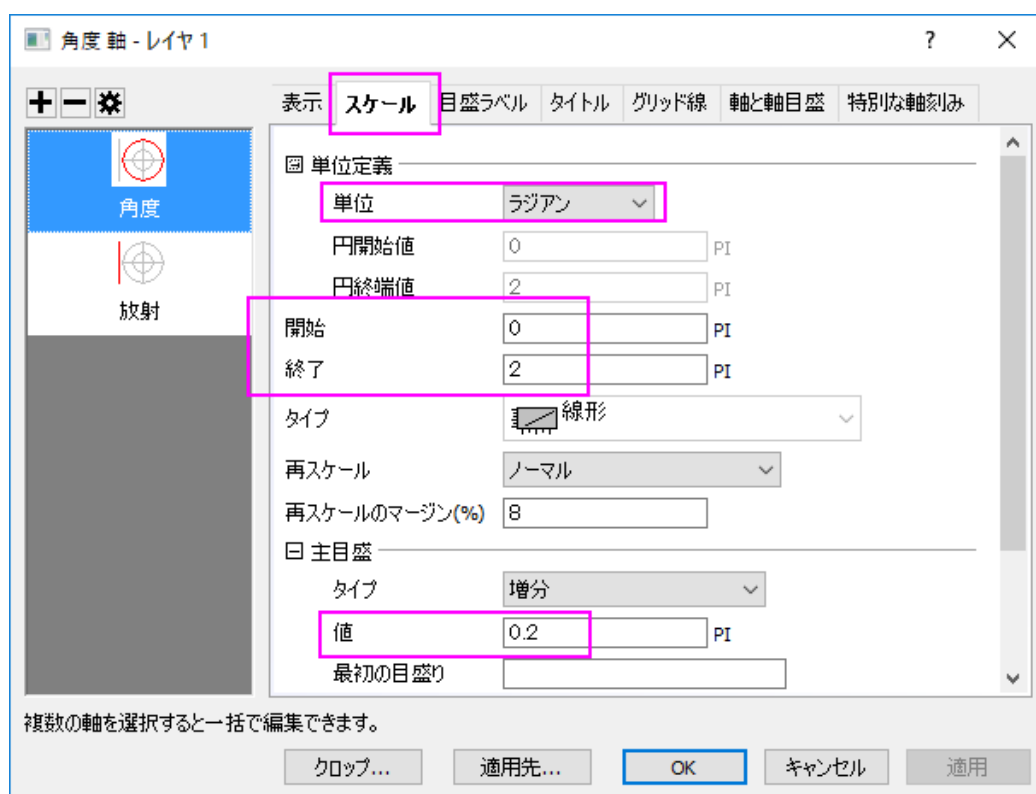 角度 軸 - レイヤ 1
?
表示 スケール 目盛ラベル タイトル グリッド線 軸と軸目盛 特別な軸刻み
角度
放射
単位定義
単位 ラジアン
円開始値 0 PI
円終端値 2 PI
開始 0 PI
終了 2 PI
タイプ 線形
再スケール ノーマル
再スケールのマージン(%) 8
主目盛
タイプ 増分
値 0.2 PI
最初の目盛り
複数の軸を選択すると一括で編集できます。
クロップ... 適用先... OK キャンセル 適用